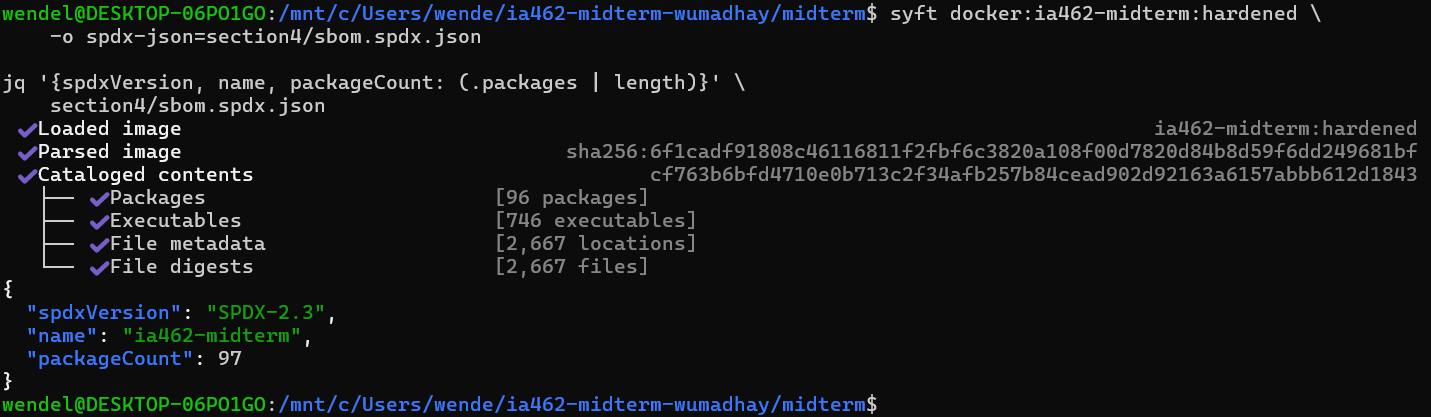 wendel@DESKTOP-06PO1GO:/mnt/c/Users/wende/ia462-midterm-wumadhay/midterm$ syft docker:ia462-midterm:hardened \
    -o spdx-json=section4/sbom.spdx.json

jq '{spdxVersion, name, packageCount: (.packages | length)}' \
    section4/sbom.spdx.json
 ✔Loaded image ia462-midterm:hardened
 ✔Parsed image sha256:6f1cadf91808c46116811f2fbf6c3820a108f00d7820d84b8d59f6dd249681bf
 ✔Cataloged contents cf763b6bfd4710e0b713c2f34afb257b84cead902d92163a6157abbb612d1843
   ├── ✔Packages [96 packages]
   ├── ✔Executables [746 executables]
   ├── ✔File metadata [2,667 locations]
   └── ✔File digests [2,667 files]
{
  "spdxVersion": "SPDX-2.3",
  "name": "ia462-midterm",
  "packageCount": 97
}
wendel@DESKTOP-06PO1GO:/mnt/c/Users/wende/ia462-midterm-wumadhay/midterm$